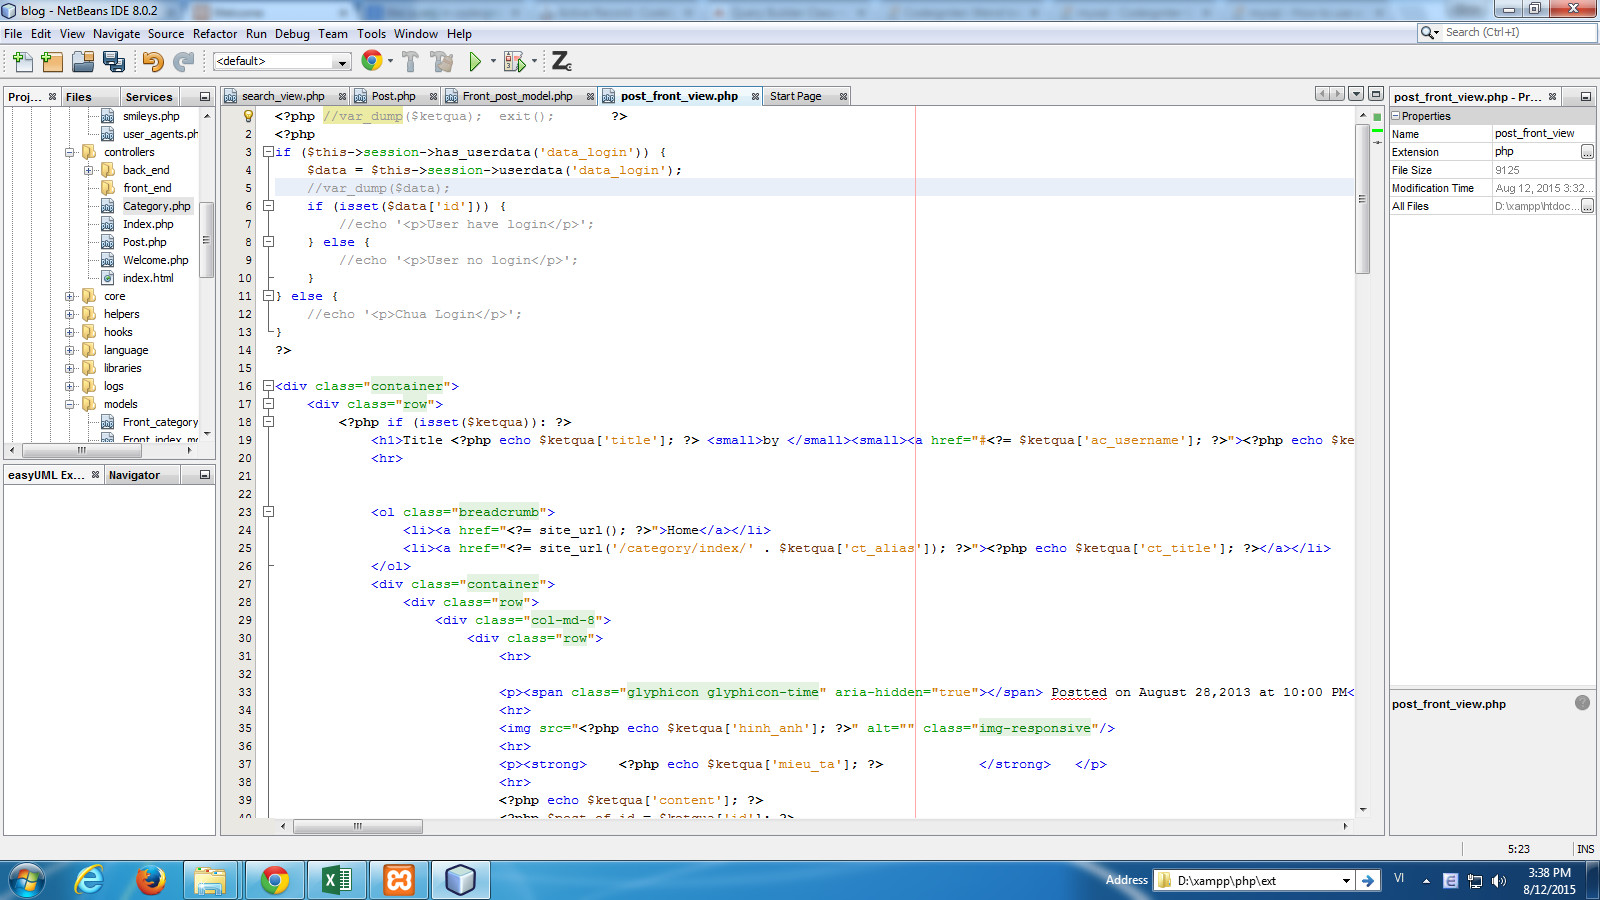 blog - NetBeans IDE 8.0.2
File Edit View Navigate Source Refactor Run Debug Team Tools Window Help
Search (Ctrl+I)
<default>
Proj... Files Services
smileys.php
user_agents.ph
controllers
back_end
front_end
Category.php
Index.php
Post.php
Welcome.php
index.html
core
helpers
hooks
language
libraries
logs
models
Front_category
Front_index_mo
easyUML Ex... Navigator
search_view.php Post.php Front_post_model.php post_front_view.php Start Page
<?php //var_dump($ketqua);  exit();       ?>
2 <?php
3 if ($this->session->has_userdata('data_login')) {
4     $data = $this->session->userdata('data_login');
5     //var_dump($data);
6     if (isset($data['id'])) {
7         //echo '<p>User have login</p>';
8     } else {
9         //echo '<p>User no login</p>';
10     }
11 } else {
12     //echo '<p>Chua Login</p>';
13 }
14 ?>
15
16 <div class="container">
17     <div class="row">
18         <?php if (isset($ketqua)): ?>
19             <h1>Title <?php echo $ketqua['title']; ?> <small>by </small><small><a href="#<?= $ketqua['ac_username']; ?>"><?php echo $ke
20             <hr>
21
22
23             <ol class="breadcrumb">
24                 <li><a href="<?= site_url(); ?>">Home</a></li>
25                 <li><a href="<?= site_url('/category/index/' . $ketqua['ct_alias']); ?>"><?php echo $ketqua['ct_title']; ?></a></li>
26             </ol>
27             <div class="container">
28                 <div class="row">
29                     <div class="col-md-8">
30                         <div class="row">
31                             <hr>
32
33                             <p><span class="glyphicon glyphicon-time" aria-hidden="true"></span> Postted on August 28,2013 at 10:00 PM<
34                             <hr>
35                             <img src="<?php echo $ketqua['hinh_anh']; ?>" alt="" class="img-responsive"/>
36                             <hr>
37                             <p><strong>    <?php echo $ketqua['mieu_ta']; ?>            </strong>   </p>
38                             <hr>
39                             <?php echo $ketqua['content']; ?>
40                             <?php $post_of_id = $ketqua['id']; ?>
post_front_view.php - Pr...
Properties
Name post_front_view
Extension php ...
File Size 9125
Modification Time Aug 12, 2015 3:32...
All Files D:\xampp\htdoc... ...
post_front_view.php
?
5:23 INS
Address D:\xampp\php\ext
VI
3:38 PM
8/12/2015